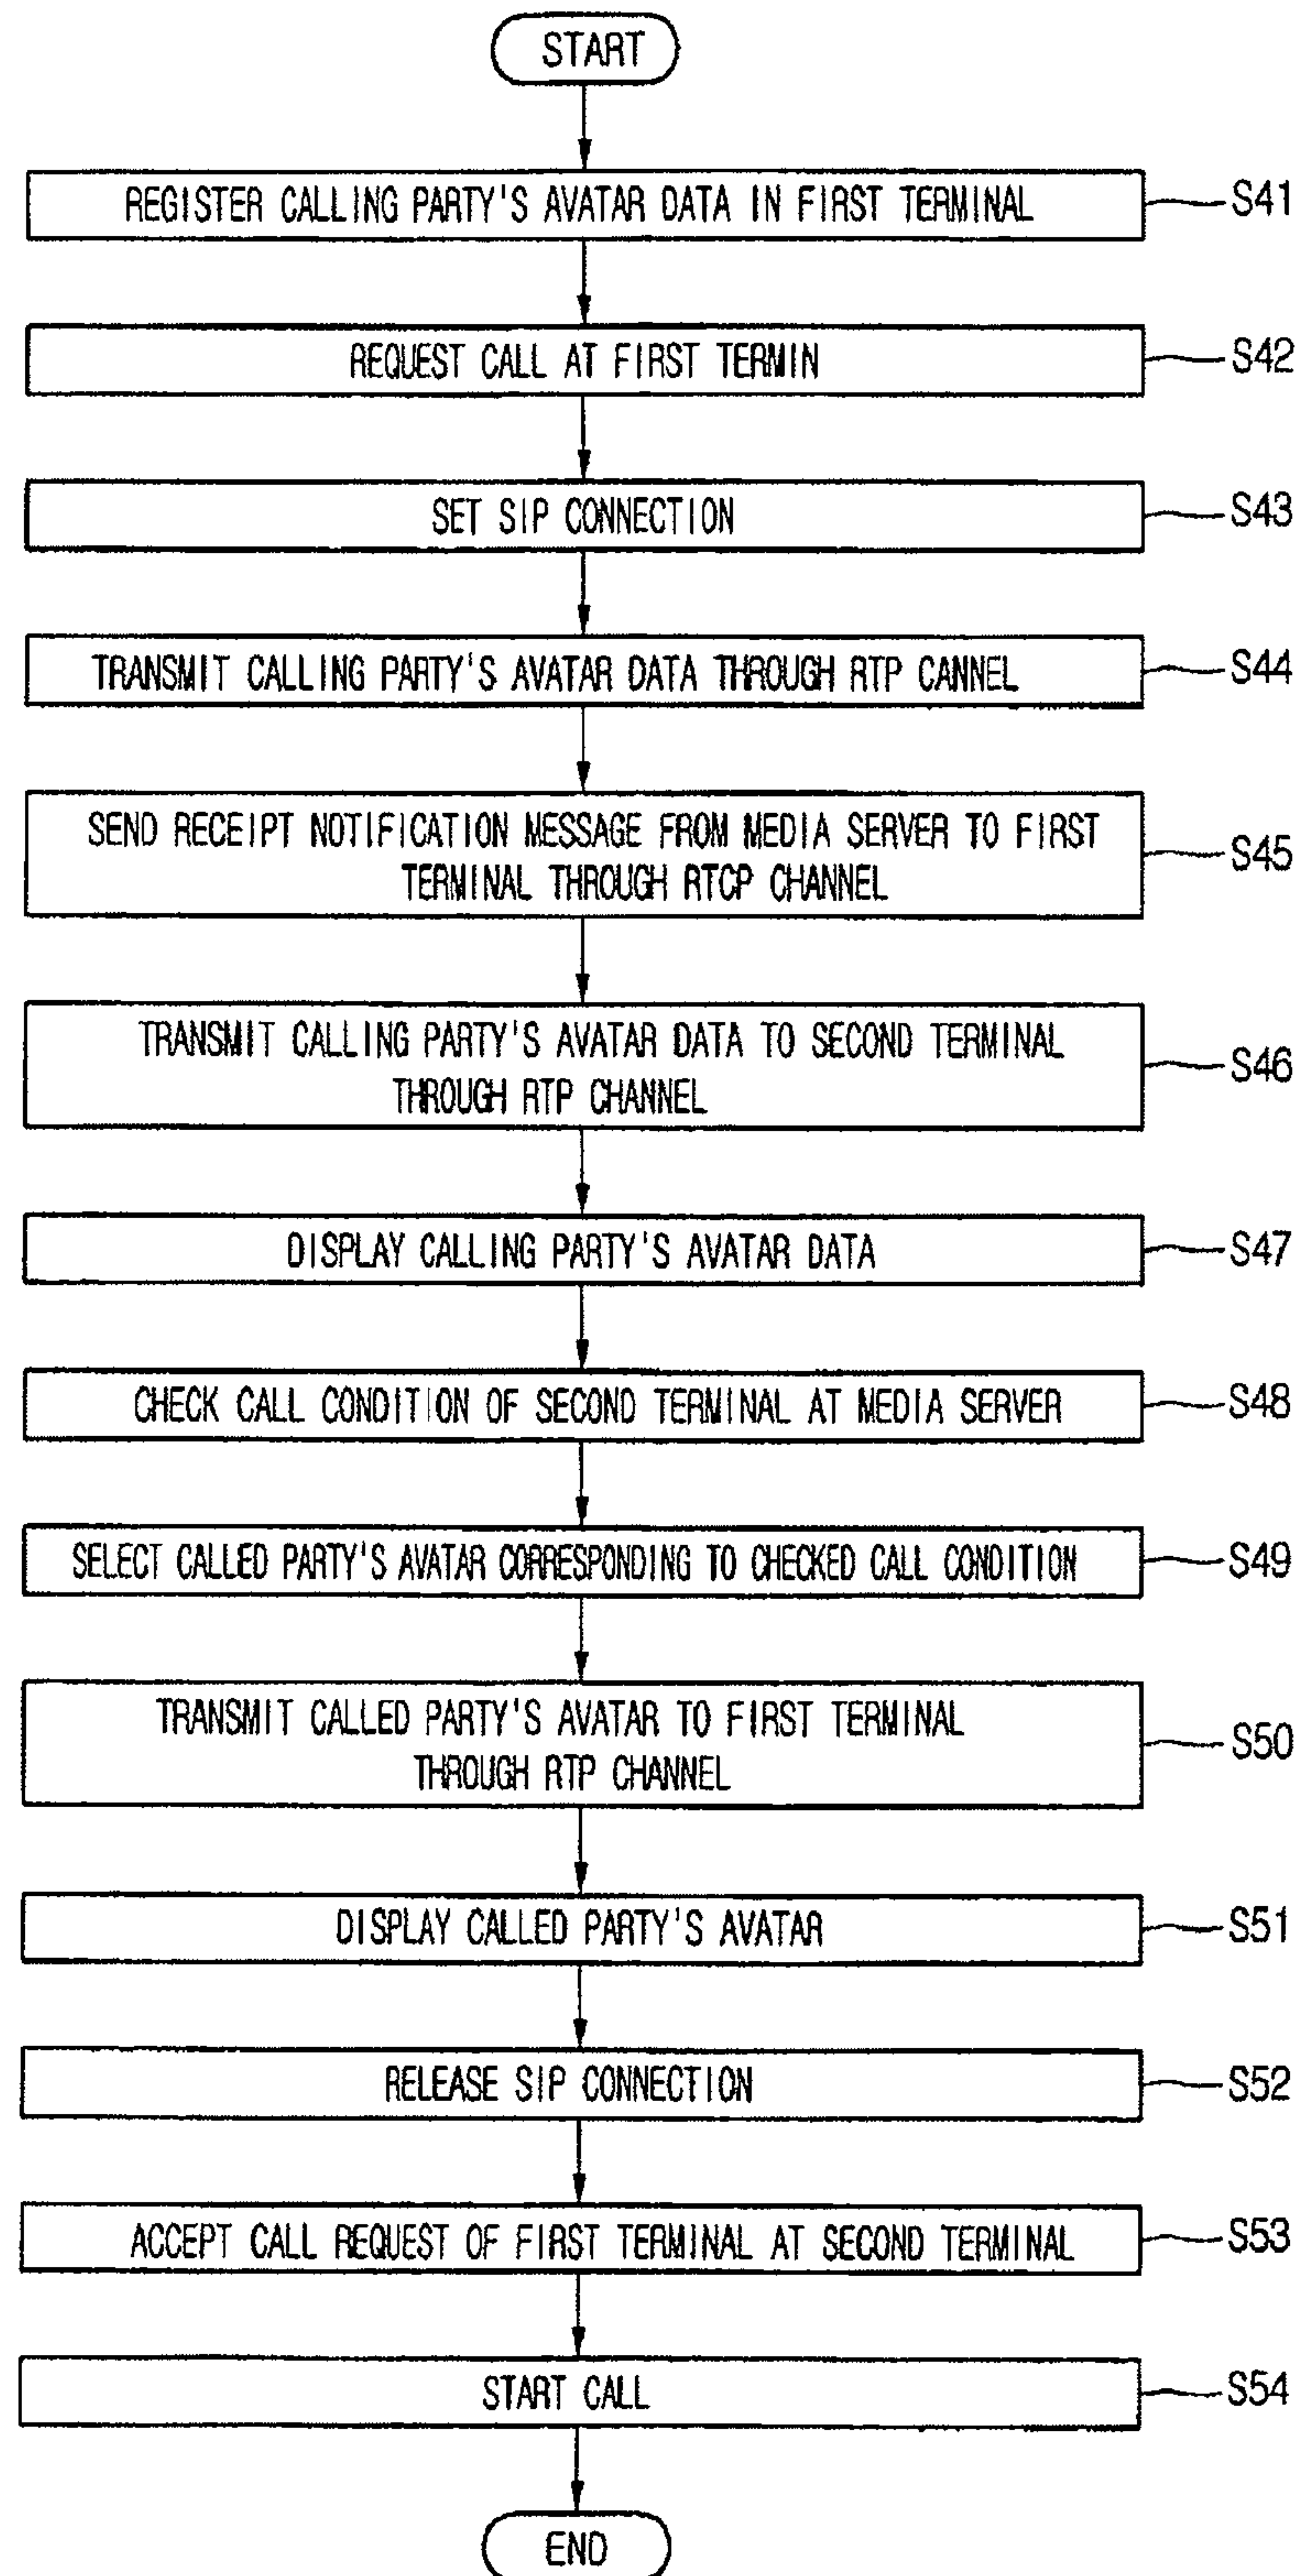 START
REGISTER CALLING PARTY'S AVATAR DATA IN FIRST TERMINAL
S41
REQUEST CALL AT FIRST TERMIN
S42
SET SIP CONNECTION
S43
TRANSMIT CALLING PARTY'S AVATAR DATA THROUGH RTP CANNEL
S44
SEND RECEIPT NOTIFICATION MESSAGE FROM MEDIA SERVER TO FIRST
TERMINAL THROUGH RTCP CHANNEL
S45
TRANSMIT CALLING PARTY'S AVATAR DATA TO SECOND TERMINAL
THROUGH RTP CHANNEL
S46
DISPLAY CALLING PARTY'S AVATAR DATA
S47
CHECK CALL CONDITION OF SECOND TERMINAL AT MEDIA SERVER
S48
SELECT CALLED PARTY'S AVATAR CORRESPONDING TO CHECKED CALL CONDITION
S49
TRANSMIT CALLED PARTY'S AVATAR TO FIRST TERMINAL
THROUGH RTP CHANNEL
S50
DISPLAY CALLED PARTY'S AVATAR
S51
RELEASE SIP CONNECTION
S52
ACCEPT CALL REQUEST OF FIRST TERMINAL AT SECOND TERMINAL
S53
START CALL
S54
END